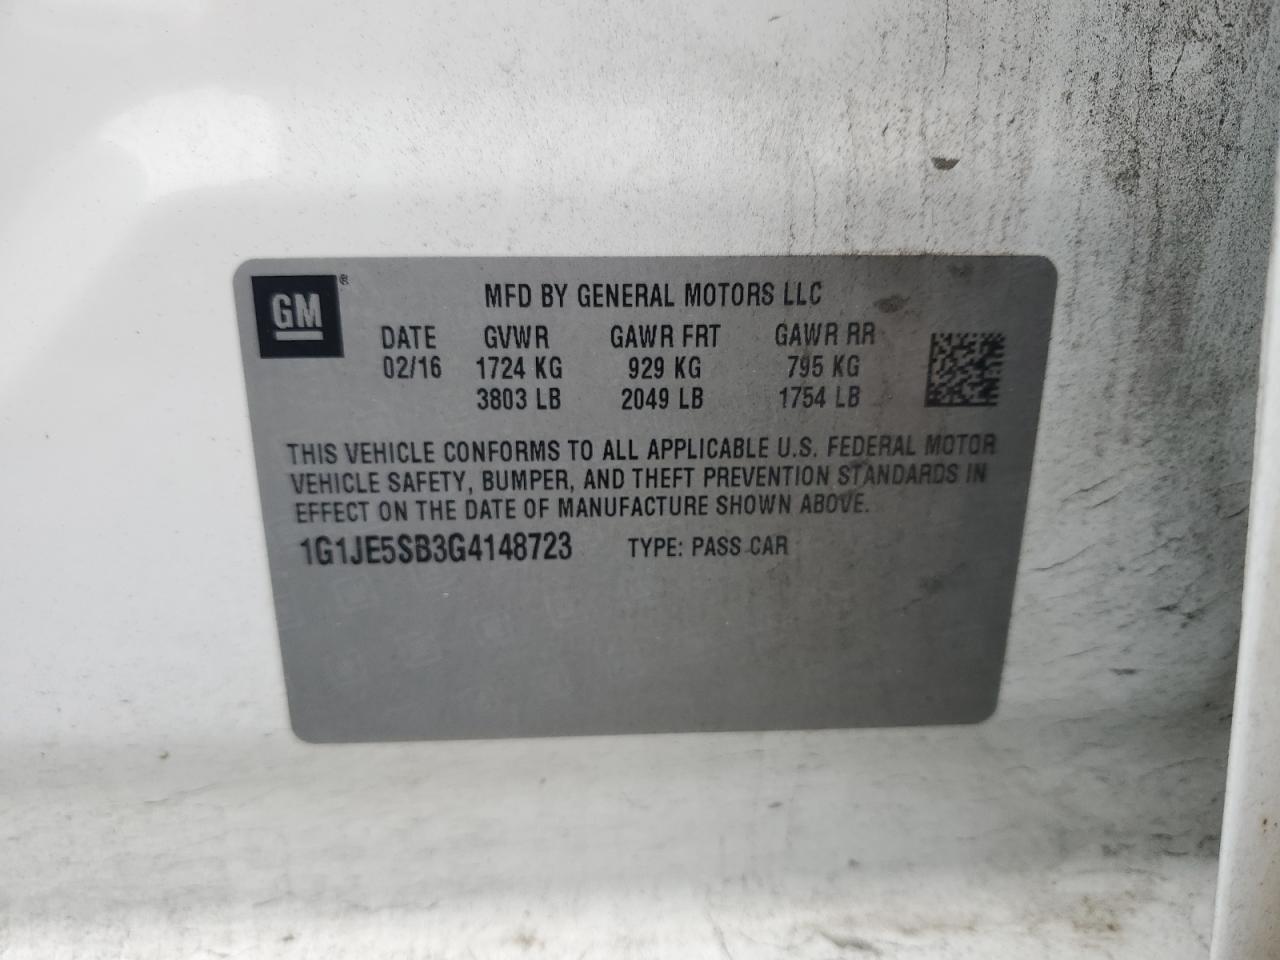 GM ®
MFD BY GENERAL MOTORS LLC
DATE GVWR GAWR FRT GAWR RR
02/16 1724 KG 929 KG 795 KG
3803 LB 2049 LB 1754 LB
THIS VEHICLE CONFORMS TO ALL APPLICABLE U.S. FEDERAL MOTOR
VEHICLE SAFETY, BUMPER, AND THEFT PREVENTION STANDARDS IN
EFFECT ON THE DATE OF MANUFACTURE SHOWN ABOVE.
1G1JE5SB3G4148723 TYPE: PASS CAR